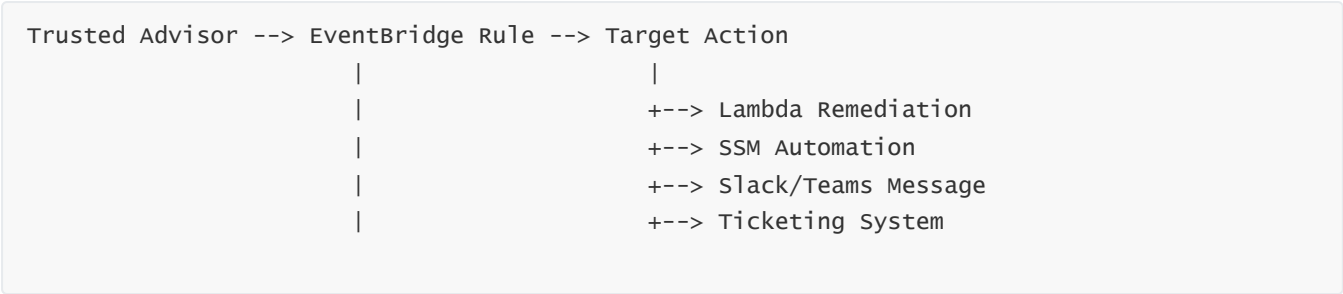 Trusted Advisor --> EventBridge Rule --> Target Action
                       |                    |
                       |                    +--> Lambda Remediation
                       |                    +--> SSM Automation
                       |                    +--> Slack/Teams Message
                       |                    +--> Ticketing System